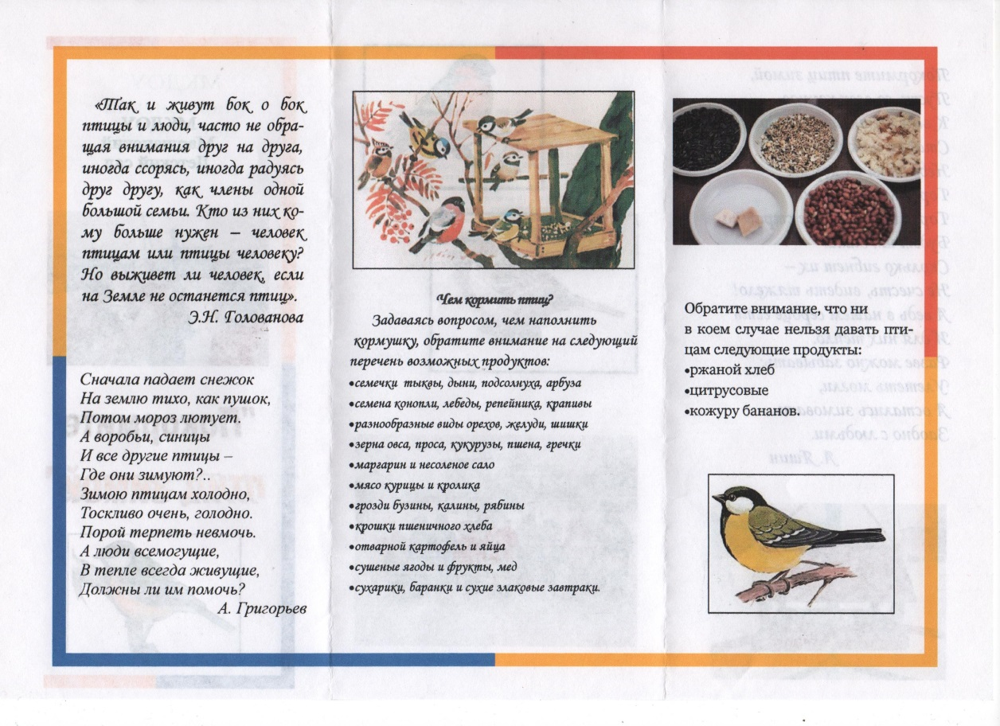 «Так и живут бок о бок
птицы и люди, часто не обра-
щая внимания друг на друга,
иногда ссорясь, иногда радуясь
друг другу, как члены одной
большой семьи. Кто из них ко-
му больше нужен – человек
птицам или птицы человеку?
Но выживет ли человек, если
на Земле не останется птиц».
Э.Н. Голованова
Сначала падает снежок
На землю тихо, как пушок,
Потом мороз лютует.
А воробьи, синицы
И все другие птицы –
Где они зимуют?..
Зимою птицам холодно,
Тоскливо очень, голодно.
Порой терпеть невмочь.
А люди всемогущие,
В тепле всегда живущие,
Должны ли им помочь?
А. Григорьев
Чем кормить птиц?
Задаваясь вопросом, чем наполнить
кормушку, обратите внимание на следующий
перечень возможных продуктов:
•семечки тыквы, дыни, подсолнуха, арбуза
•семена конопли, лебеды, репейника, крапивы
•разнообразные виды орехов, желуди, шишки
•зерна овса, проса, кукурузы, пшена, гречки
•маргарин и несоленое сало
•мясо курицы и кролика
•грозди бузины, калины, рябины
•крошки пшеничного хлеба
•отварной картофель и яйца
•сушеные ягоды и фрукты, мед
•сухарики, баранки и сухие злаковые завтраки.
Обратите внимание, что ни
в коем случае нельзя давать пти-
цам следующие продукты:
•ржаной хлеб
•цитрусовые
•кожуру бананов.